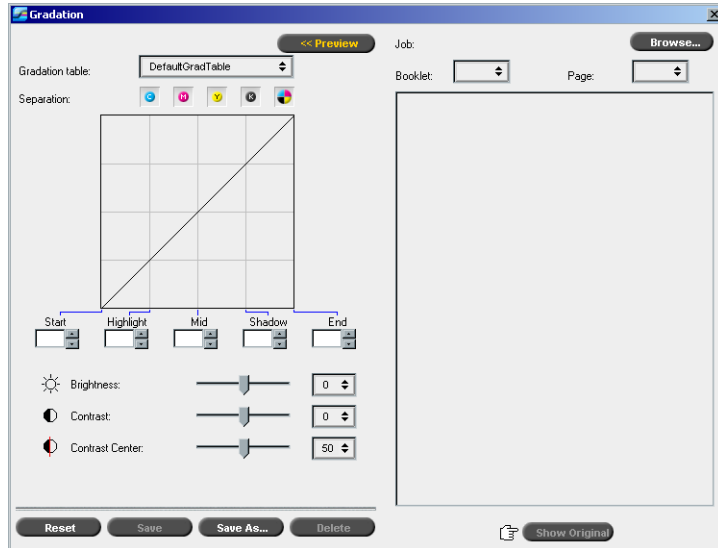 Gradation
<< Preview
Gradation table:
DefaultGradTable
Separation:
C M Y K
Start Highlight Mid Shadow End
Brightness:
0
Contrast:
0
Contrast Center:
50
Reset Save Save As... Delete
Job:
Browse...
Booklet:
Page:
Show Original